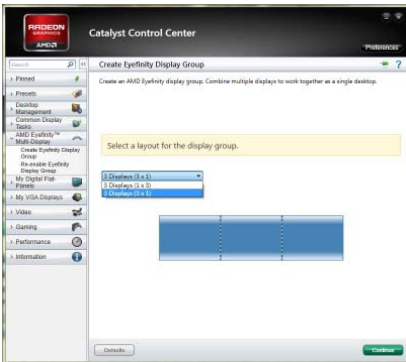 RADEON
GRAPHICS
AMD
Catalyst Control Center
Preferences
Search
Create Eyefinity Display Group
?
Create an AMD Eyefinity display group. Combine multiple displays to work together as a single desktop.
Pinned
Presets
Desktop
Management
Common Display
Tasks
AMD Eyefinity™
Multi-Display
Create Eyefinity Display
Group
Re-enable Eyefinity
Display Group
My Digital Flat-
Panels
My VGA Displays
Video
Gaming
Performance
Information
Select a layout for the display group.
3 Displays (3 x 1)
3 Displays (1 x 3)
3 Displays (3 x 1)
Defaults
Continue